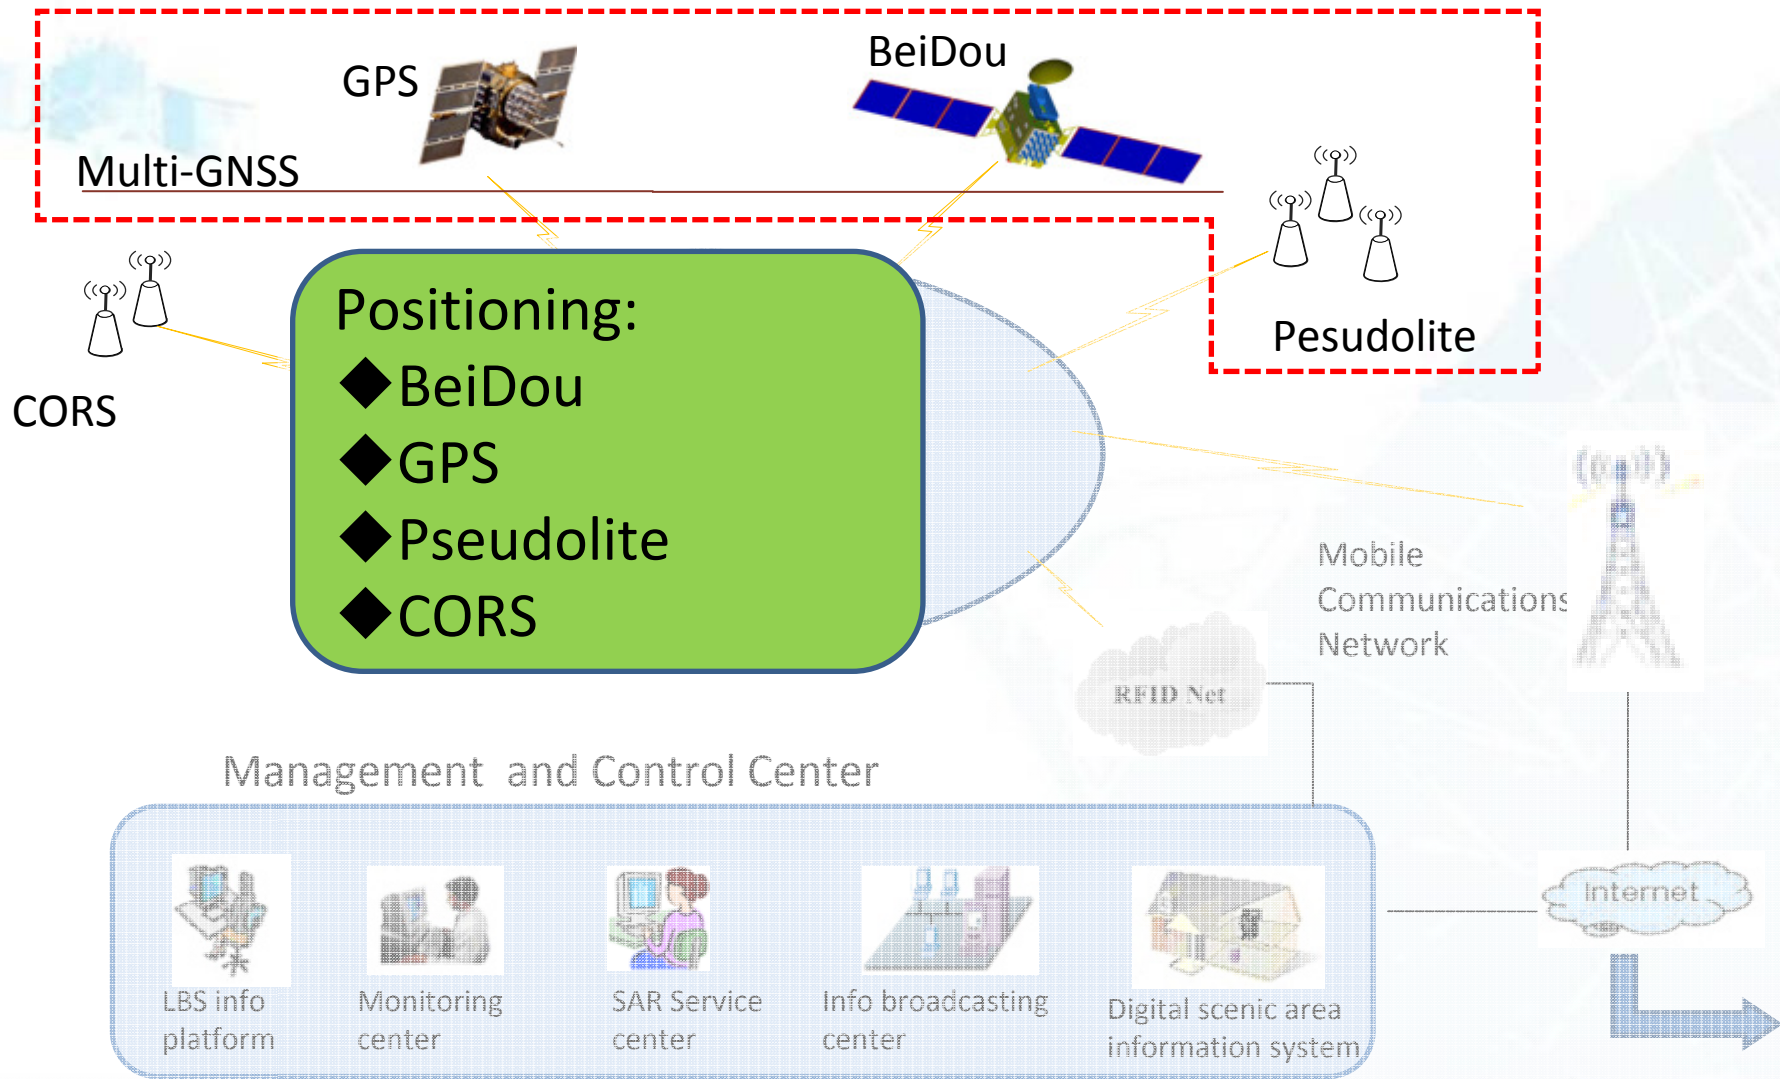 GPS
BeiDou
Multi-GNSS
Pesudolite
CORS
Positioning:
BeiDou
GPS
Pseudolite
CORS
Mobile
Communications
Network
RFID Net
Management and Control Center
LBS info
platform
Monitoring
center
SAR Service
center
Info broadcasting
center
Digital scenic area
information system
Internet